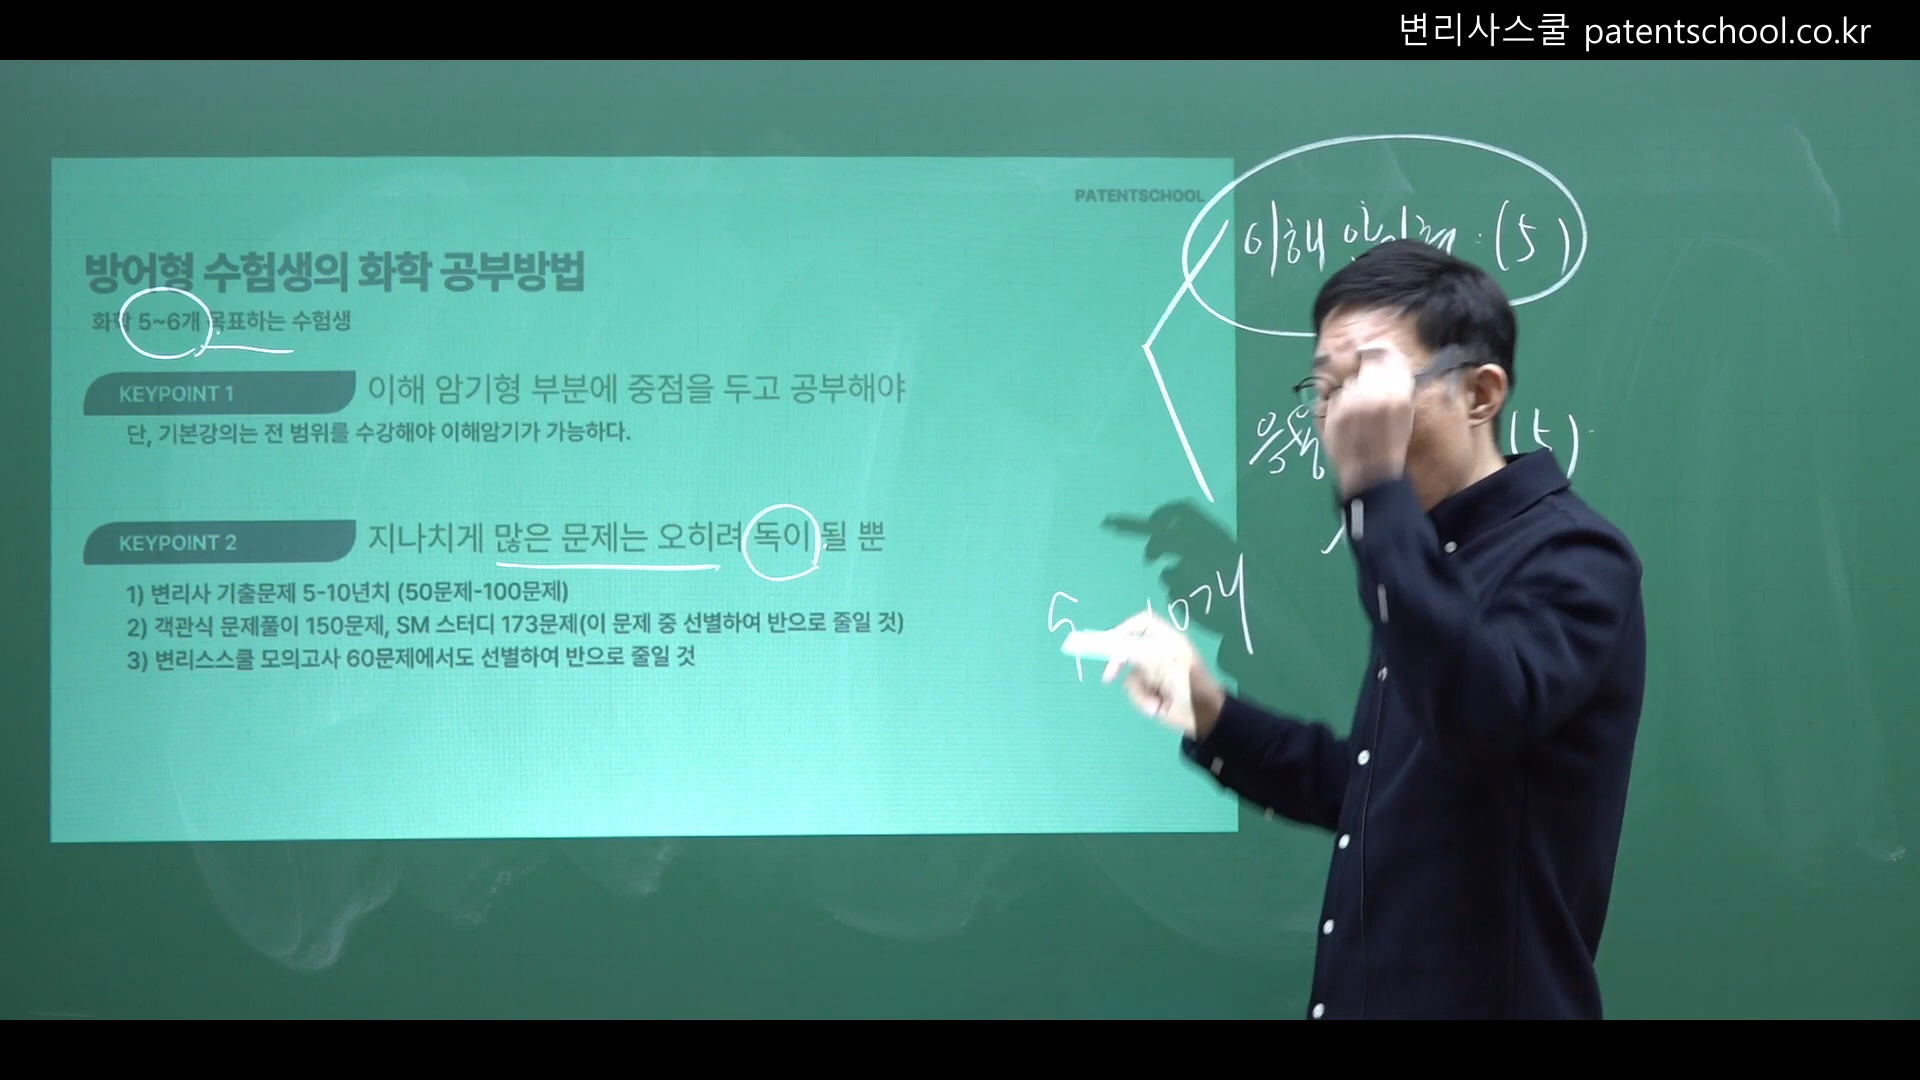 변리사스쿨 patentschool.co.kr
PATENTSCHOOL
방어형 수험생의 화학 공부방법
화학 5~6개 목표하는 수험생
KEYPOINT 1 이해 암기형 부분에 중점을 두고 공부해야
단, 기본강의는 전 범위를 수강해야 이해암기가 가능하다.
KEYPOINT 2 지나치게 많은 문제는 오히려 독이 될 뿐
1) 변리사 기출문제 5-10년치 (50문제-100문제)
2) 객관식 문제풀이 150문제, SM 스터디 173문제(이 문제 중 선별하여 반으로 줄일 것)
3) 변리스스쿨 모의고사 60문제에서도 선별하여 반으로 줄일 것
이해 (5)
(5)